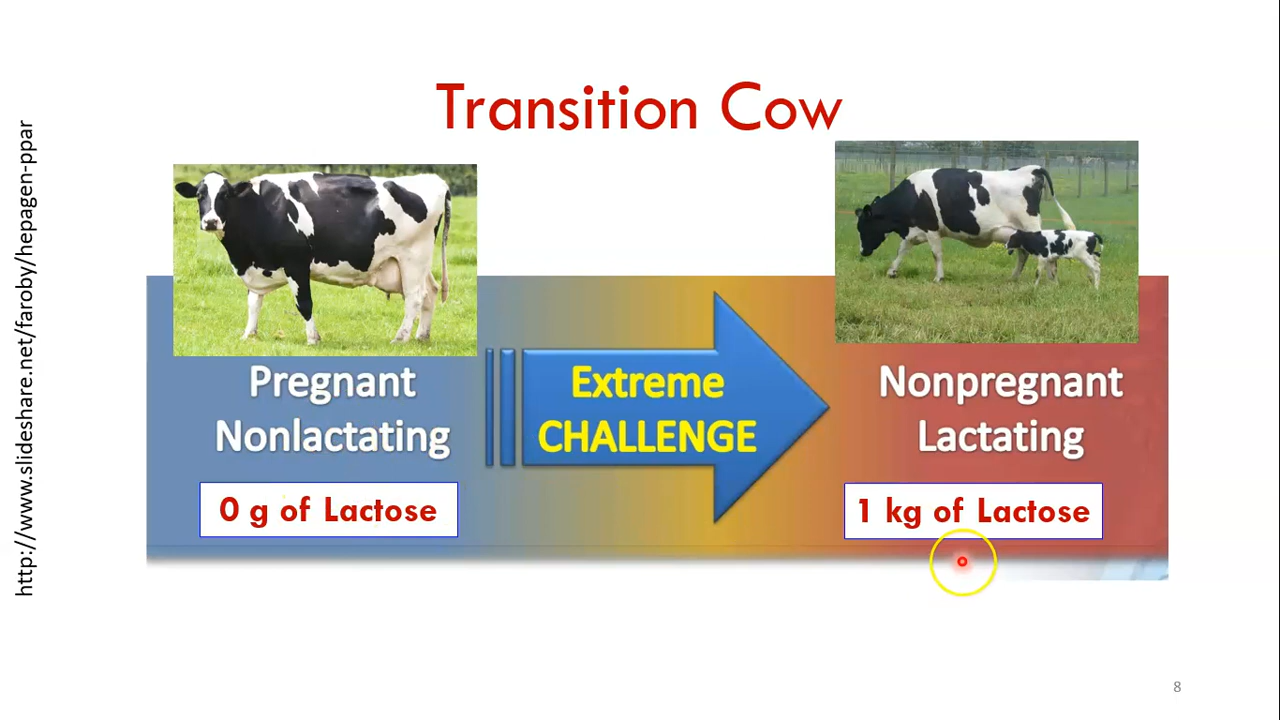 Transition Cow
http://www.slideshare.net/faroby/hepagen-ppar
Pregnant
Nonlactating
0 g of Lactose
Extreme
CHALLENGE
Nonpregnant
Lactating
1 kg of Lactose
8